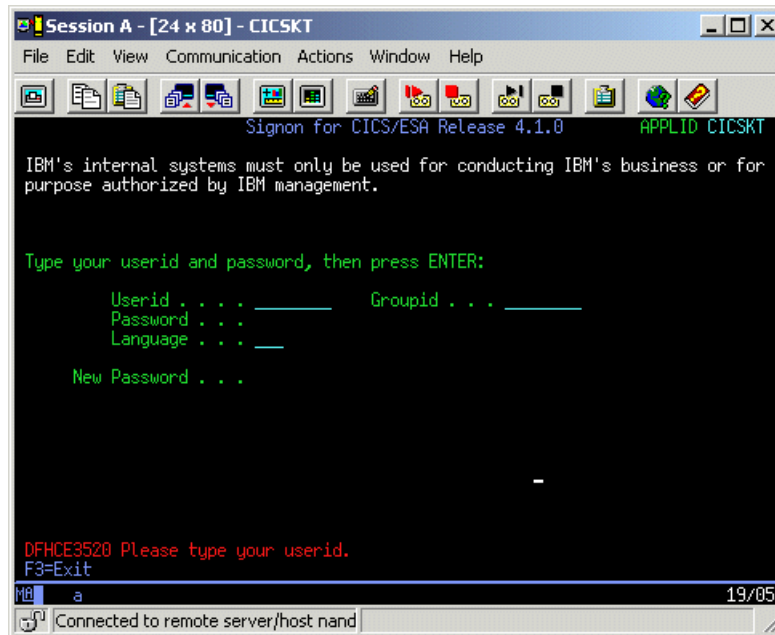 Session A - [24 x 80] - CICSKT
File Edit View Communication Actions Window Help
Signon for CICS/ESA Release 4.1.0 APPLID CICSKT
IBM's internal systems must only be used for conducting IBM's business or for
purpose authorized by IBM management.
Type your userid and password, then press ENTER:
Userid . . . . ________ Groupid . . . ________
Password . . .
Language . . . ___
New Password . . .
DFHCE3520 Please type your userid.
F3=Exit
MA a 19/05
Connected to remote server/host nand